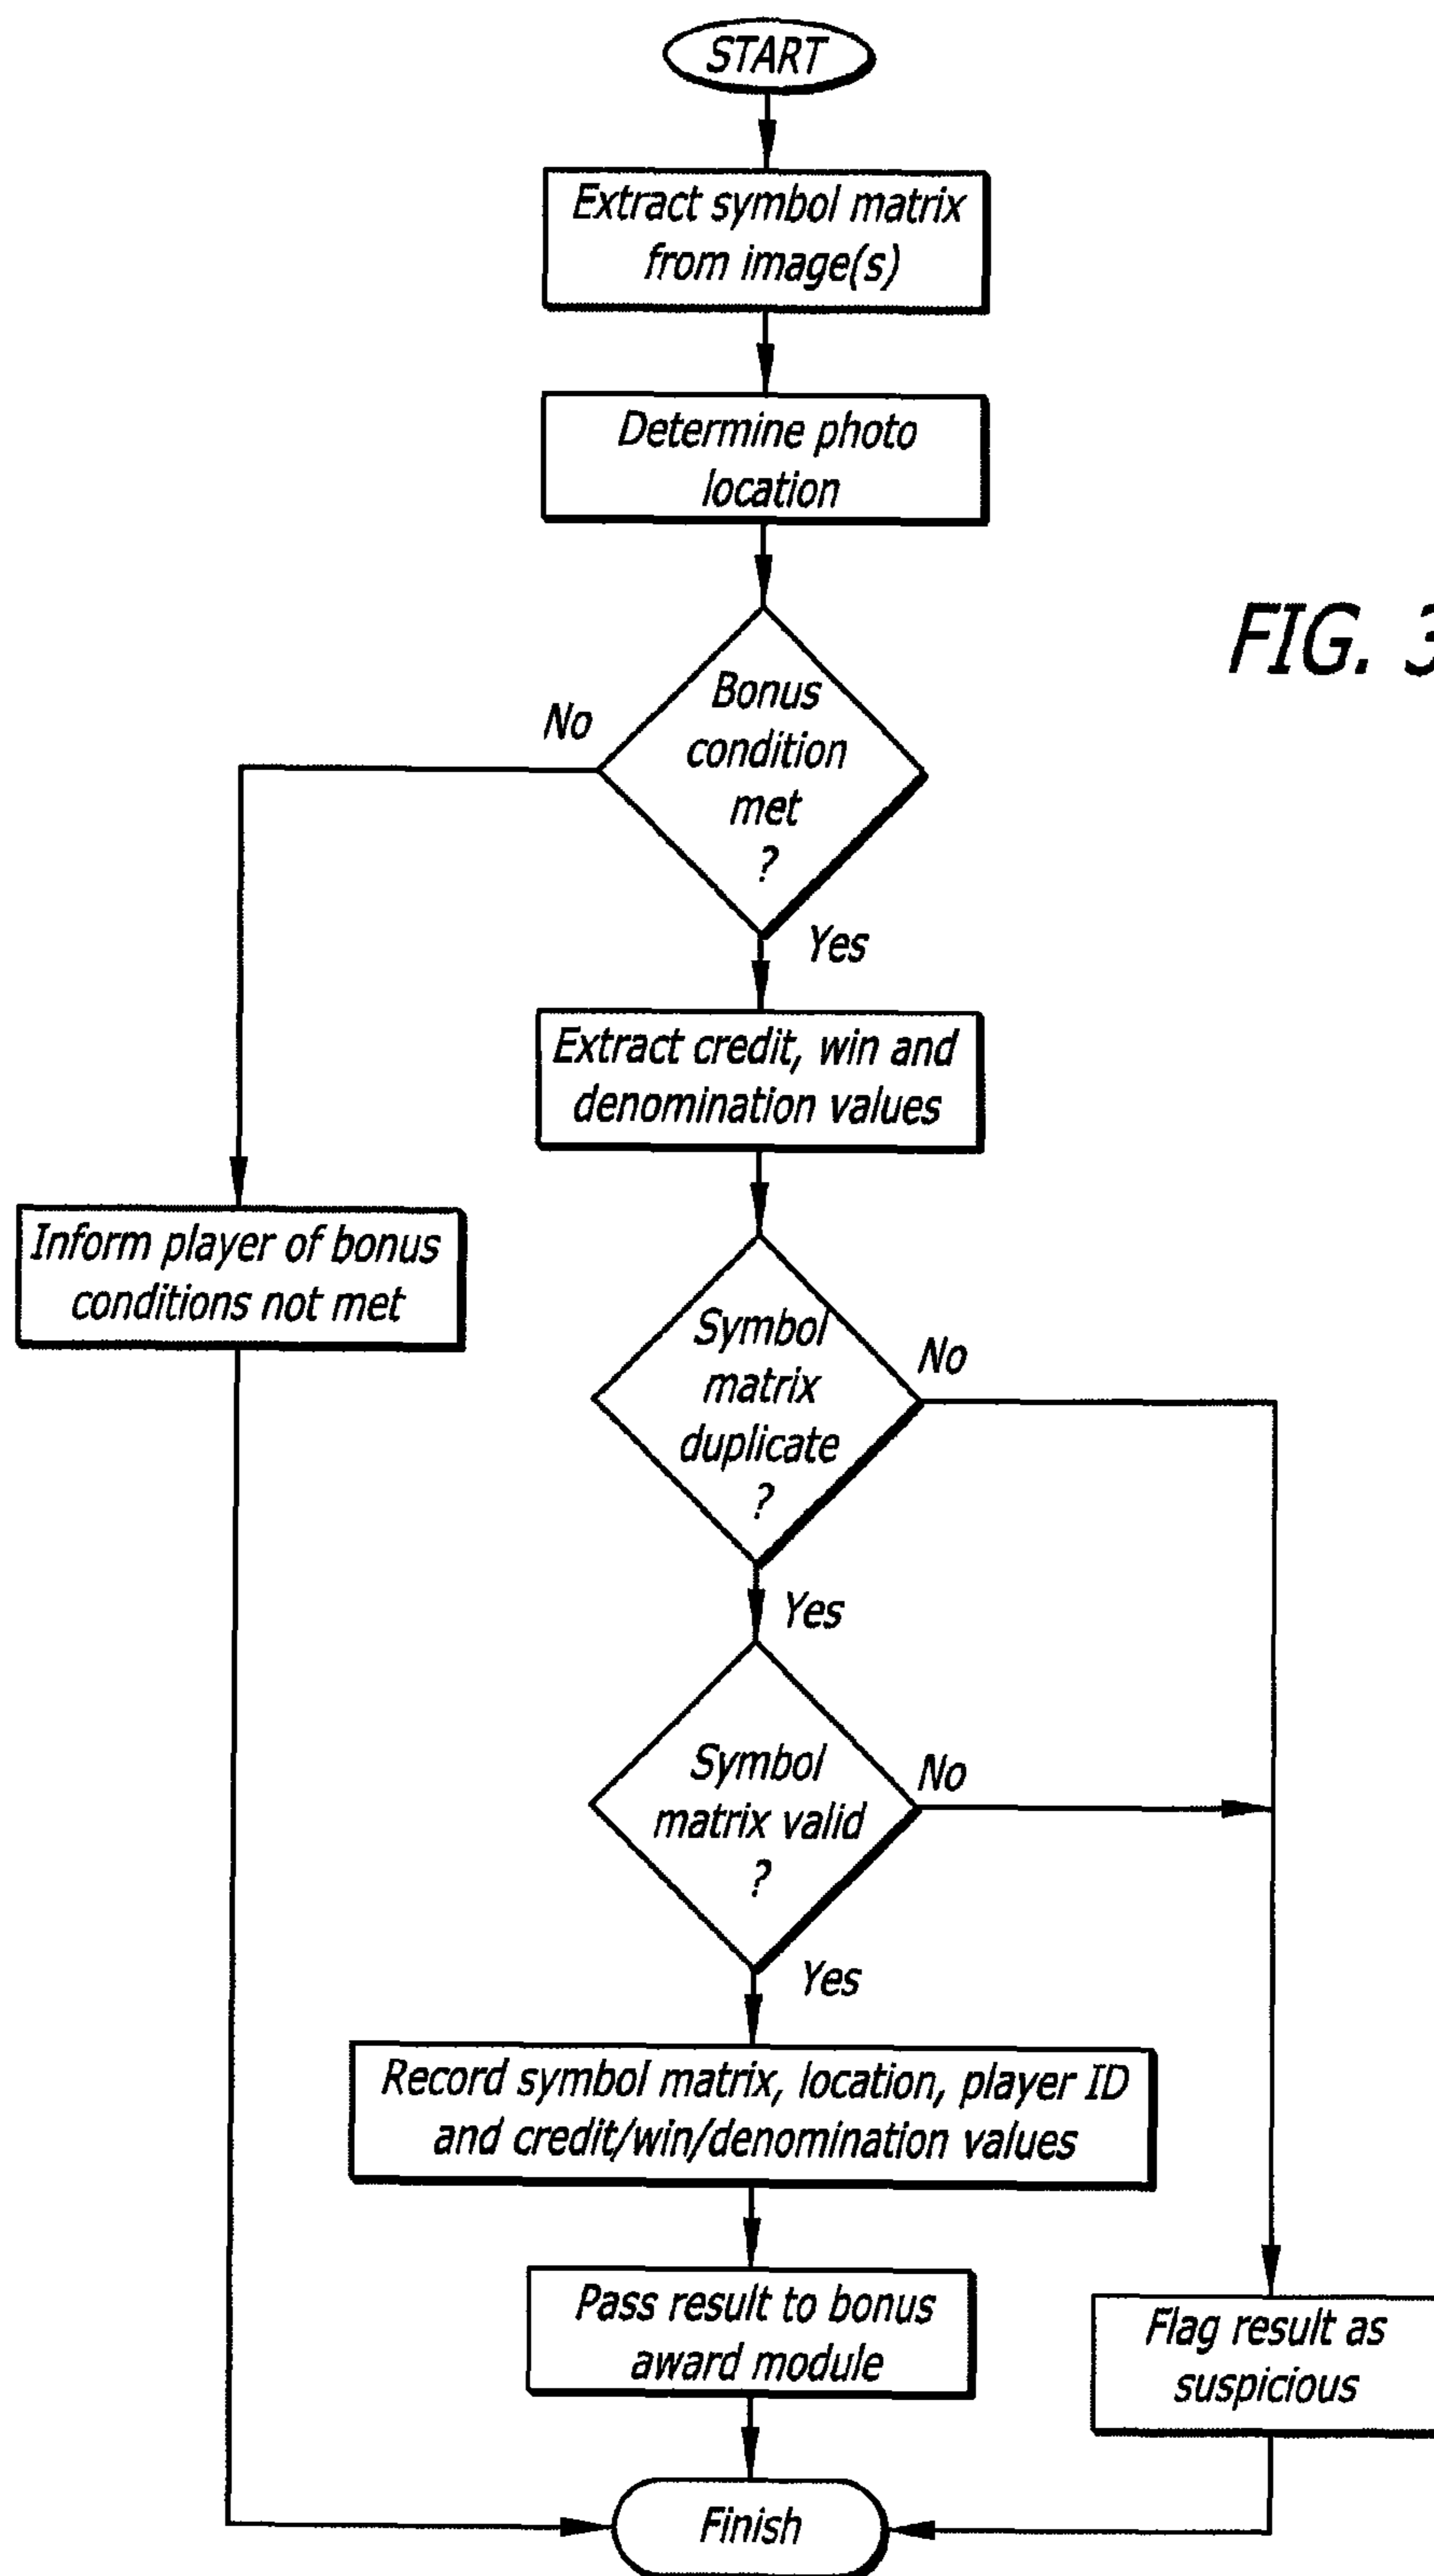 START
Extract symbol matrix
from image(s)
Determine photo
location
FIG. 3
Bonus
condition
met
?
No
Yes
Extract credit, win and
denomination values
Inform player of bonus
conditions not met
Symbol
matrix
duplicate
?
No
Yes
Symbol
matrix valid
?
No
Yes
Record symbol matrix, location, player ID
and credit/win/denomination values
Pass result to bonus
award module
Flag result as
suspicious
Finish